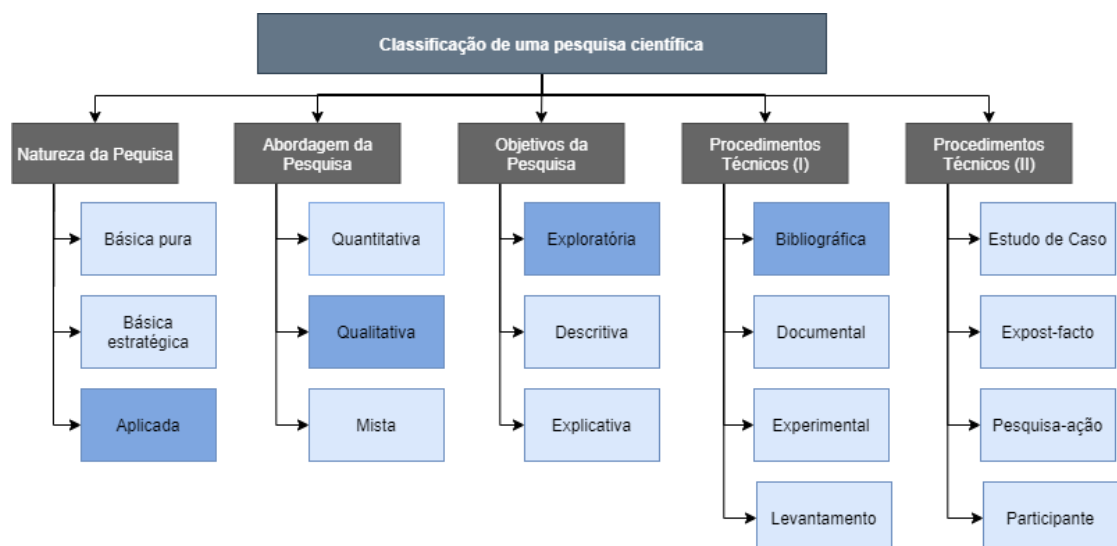 Classificação de uma pesquisa científica
Natureza da Pequisa
Abordagem da
Pesquisa
Objetivos da
Pesquisa
Procedimentos
Técnicos (I)
Procedimentos
Técnicos (II)
Básica pura
Básica
estratégica
Aplicada
Quantitativa
Qualitativa
Mista
Exploratória
Descritiva
Explicativa
Bibliográfica
Documental
Experimental
Levantamento
Estudo de Caso
Expost-facto
Pesquisa-ação
Participante